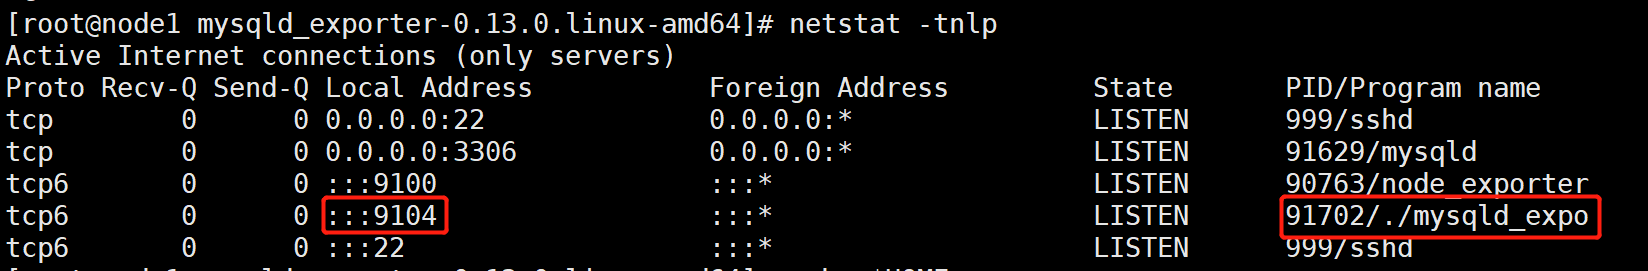 [root@node1 mysqld_exporter-0.13.0.linux-amd64]# netstat -tnlp
Active Internet connections (only servers)
Proto Recv-Q Send-Q Local Address           Foreign Address         State       PID/Program name
tcp        0      0 0.0.0.0:22              0.0.0.0:*               LISTEN      999/sshd
tcp        0      0 0.0.0.0:3306            0.0.0.0:*               LISTEN      91629/mysqld
tcp6       0      0 :::9100                 :::*                    LISTEN      90763/node_exporter
tcp6       0      0 :::9104                 :::*                    LISTEN      91702/./mysqld_expo
tcp6       0      0 :::22                   :::*                    LISTEN      999/sshd